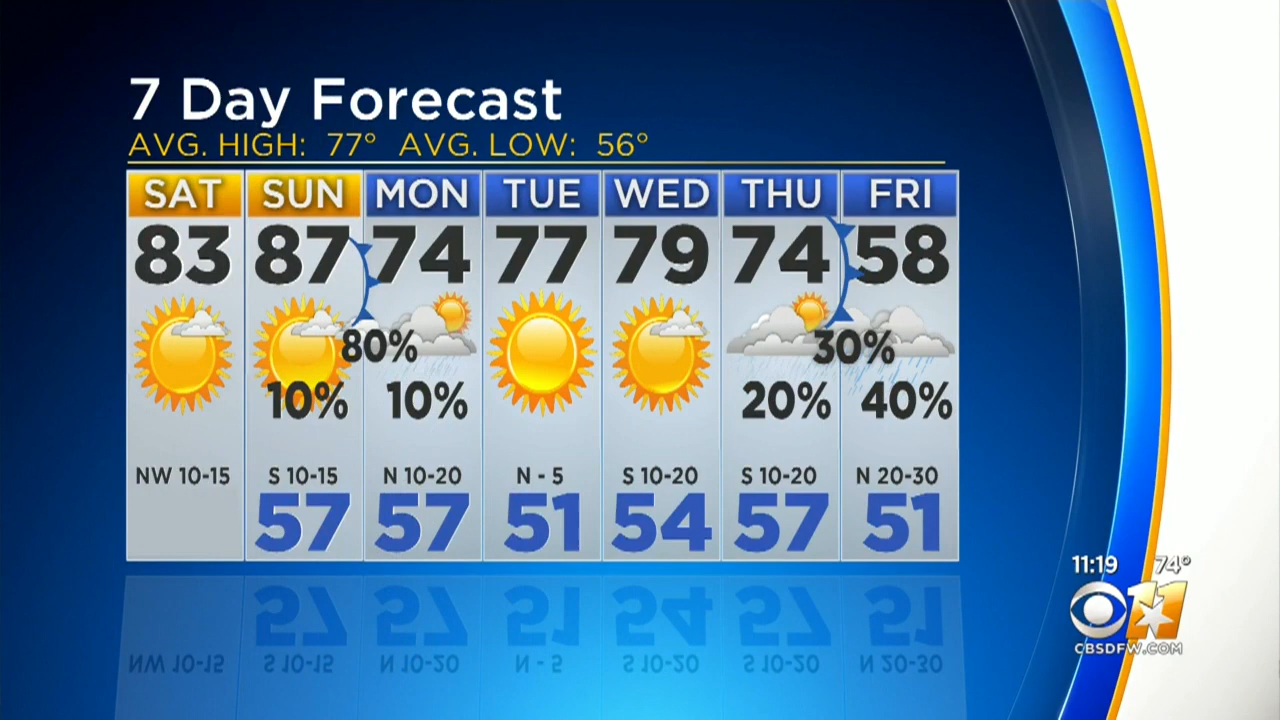 7 Day Forecast
AVG. HIGH: 77° AVG. LOW: 56°
SAT SUN MON TUE WED THU FRI
83 87 74 77 79 74 58
80% 30%
10% 10% 20% 40%
NW 10-15 S 10-15 N 10-20 N - 5 S 10-20 S 10-20 N 20-30
57 57 51 54 57 51
11:19 74°
11
CBSDFW.COM